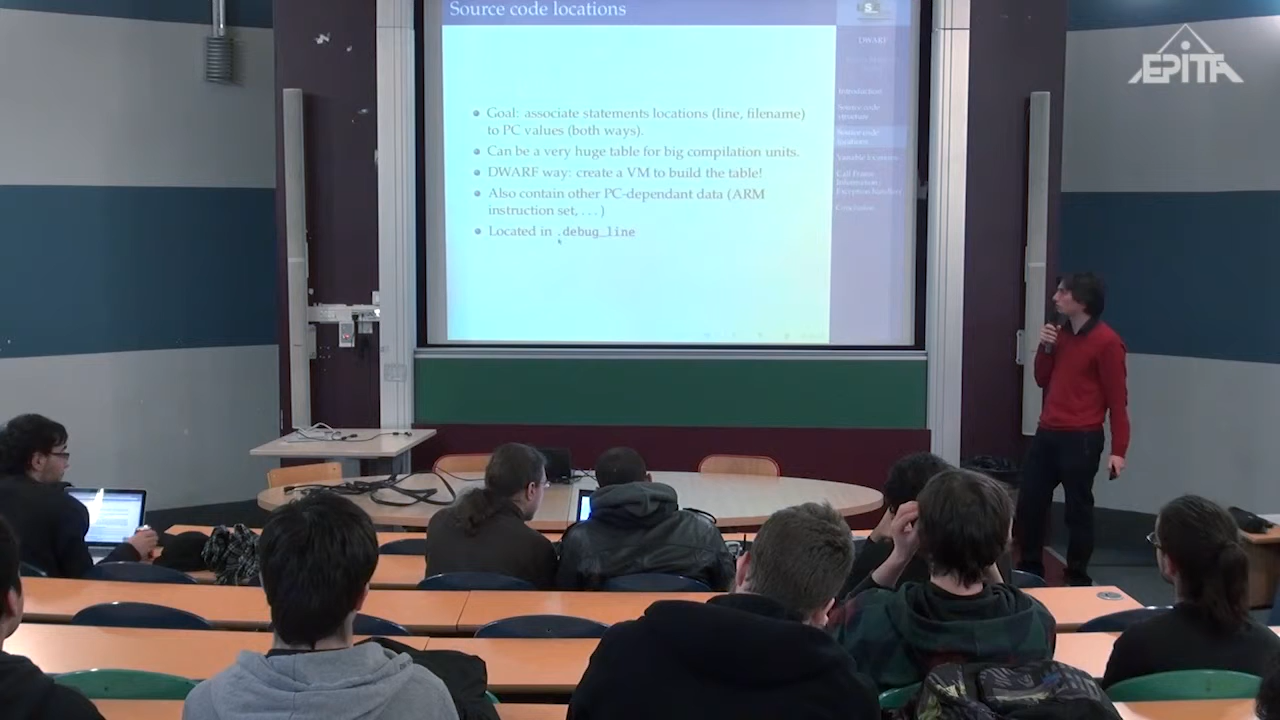 Source code locations
DWARF
EPITA
Goal: associate statements locations (line, filename)
to PC values (both ways).
Can be a very huge table for big compilation units.
DWARF way: create a VM to build the table!
Also contain other PC-dependant data (ARM
instruction set, . . . )
Located in .debug_line
Introduction
Source code
structure
Source code
locations
Variable location
Call Frame
Information /
Exception handlers
Conclusion